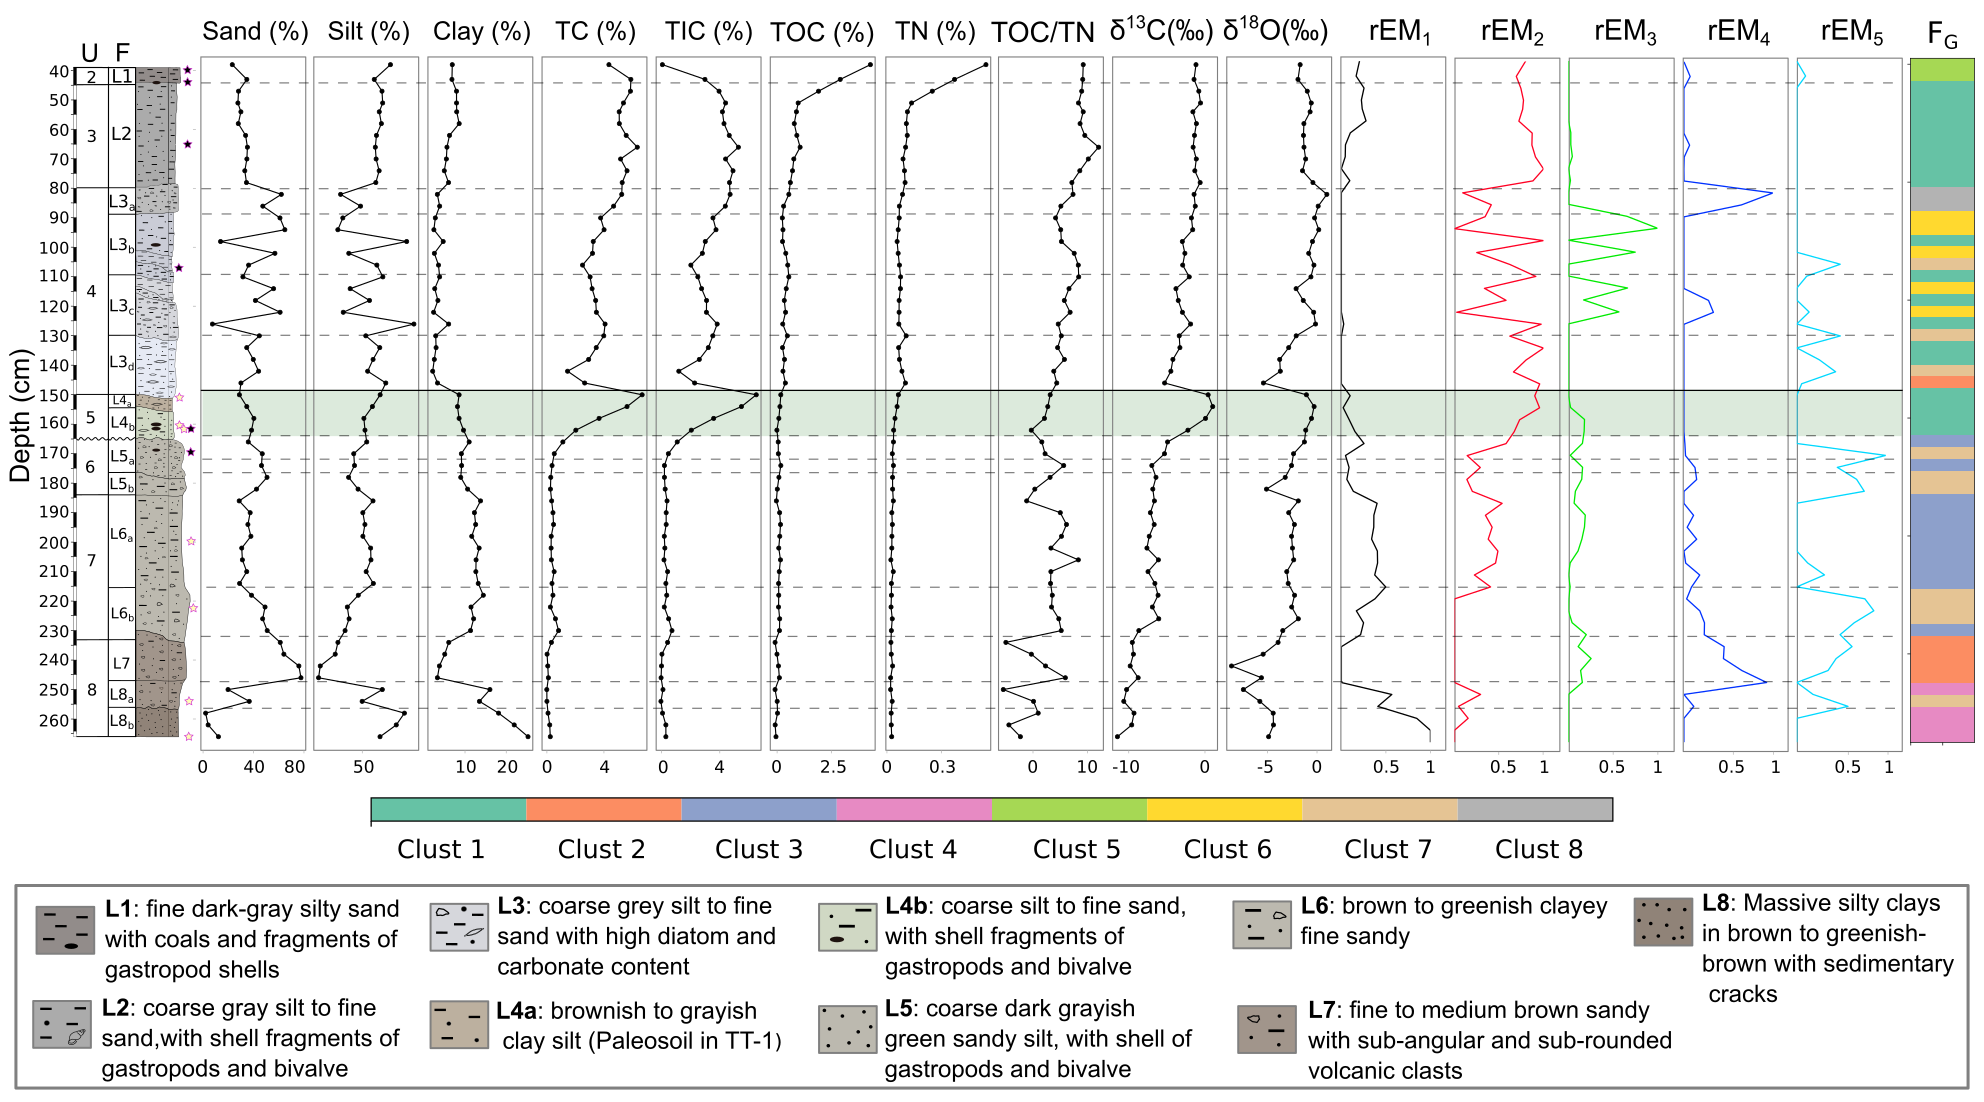 U F Sand (%) Silt (%) Clay (%) TC (%) TIC (%) TOC (%) TN (%) TOC/TN δ¹³C(‰) δ¹⁸O(‰) rEM₁ rEM₂ rEM₃ rEM₄ rEM₅ F_G
Depth (cm)
40
50
60
70
80
90
100
110
120
130
140
150
160
170
180
190
200
210
220
230
240
250
260
2
3
4
5
6
7
8
L1
L2
L3a
L3b
L3c
L3d
L4a
L4b
L5a
L5b
L6a
L6b
L7
L8a
L8b
0 40 80 50 10 20 0 4 0 4 0 2.5 0 0.3 0 10 -10 0 -5 0 0.5 1 0.5 1 0.5 1 0.5 1 0.5 1
Clust 1 Clust 2 Clust 3 Clust 4 Clust 5 Clust 6 Clust 7 Clust 8
L1: fine dark-gray silty sand
with coals and fragments of
gastropod shells
L2: coarse gray silt to fine
sand,with shell fragments of
gastropods and bivalve
L3: coarse grey silt to fine
sand with high diatom and
carbonate content
L4a: brownish to grayish
clay silt (Paleosoil in TT-1)
L4b: coarse silt to fine sand,
with shell fragments of
gastropods and bivalve
L5: coarse dark grayish
green sandy silt, with shell of
gastropods and bivalve
L6: brown to greenish clayey
fine sandy
L7: fine to medium brown sandy
with sub-angular and sub-rounded
volcanic clasts
L8: Massive silty clays
in brown to greenish-
brown with sedimentary
cracks